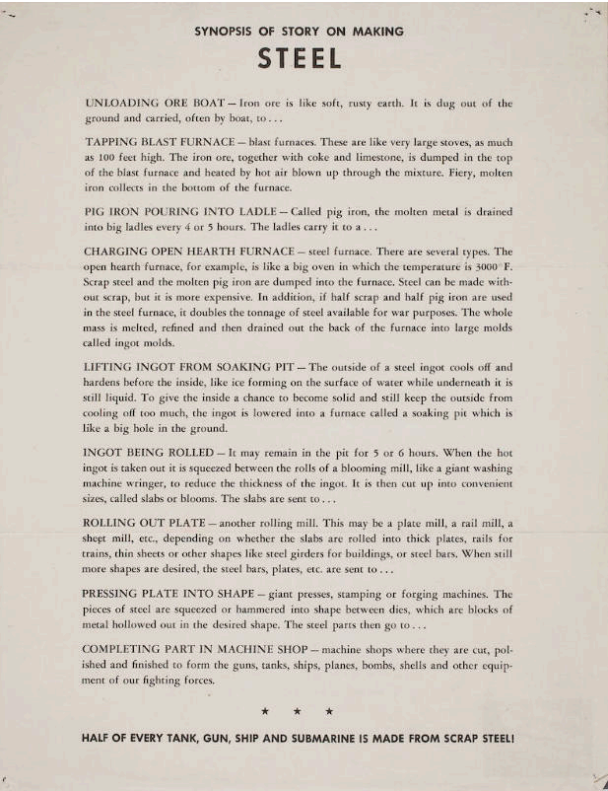 SYNOPSIS OF STORY ON MAKING
STEEL
UNLOADING ORE BOAT — Iron ore is like soft, rusty earth. It is dug out of the
ground and carried, often by boat, to . . .
TAPPING BLAST FURNACE — blast furnaces. These are like very large stoves, as much
as 100 feet high. The iron ore, together with coke and limestone, is dumped in the top
of the blast furnace and heated by hot air blown up through the mixture. Fiery, molten
iron collects in the bottom of the furnace.
PIG IRON POURING INTO LADLE — Called pig iron, the molten metal is drained
into big ladles every 4 or 5 hours. The ladles carry it to a . . .
CHARGING OPEN HEARTH FURNACE — steel furnace. There are several types. The
open hearth furnace, for example, is like a big oven in which the temperature is 3000° F.
Scrap steel and the molten pig iron are dumped into the furnace. Steel can be made with-
out scrap, but it is more expensive. In addition, if half scrap and half pig iron are used
in the steel furnace, it doubles the tonnage of steel available for war purposes. The whole
mass is melted, refined and then drained out the back of the furnace into large molds
called ingot molds.
LIFTING INGOT FROM SOAKING PIT — The outside of a steel ingot cools off and
hardens before the inside, like ice forming on the surface of water while underneath it is
still liquid. To give the inside a chance to become solid and still keep the outside from
cooling off too much, the ingot is lowered into a furnace called a soaking pit which is
like a big hole in the ground.
INGOT BEING ROLLED — It may remain in the pit for 5 or 6 hours. When the hot
ingot is taken out it is squeezed between the rolls of a blooming mill, like a giant washing
machine wringer, to reduce the thickness of the ingot. It is then cut up into convenient
sizes, called slabs or blooms. The slabs are sent to . . .
ROLLING OUT PLATE — another rolling mill. This may be a plate mill, a rail mill, a
sheet mill, etc., depending on whether the slabs are rolled into thick plates, rails for
trains, thin sheets or other shapes like steel girders for buildings, or steel bars. When still
more shapes are desired, the steel bars, plates, etc. are sent to . . .
PRESSING PLATE INTO SHAPE — giant presses, stamping or forging machines. The
pieces of steel are squeezed or hammered into shape between dies, which are blocks of
metal hollowed out in the desired shape. The steel parts then go to . . .
COMPLETING PART IN MACHINE SHOP — machine shops where they are cut, pol-
ished and finished to form the guns, tanks, ships, planes, bombs, shells and other equip-
ment of our fighting forces.
★ ★ ★
HALF OF EVERY TANK, GUN, SHIP AND SUBMARINE IS MADE FROM SCRAP STEEL!